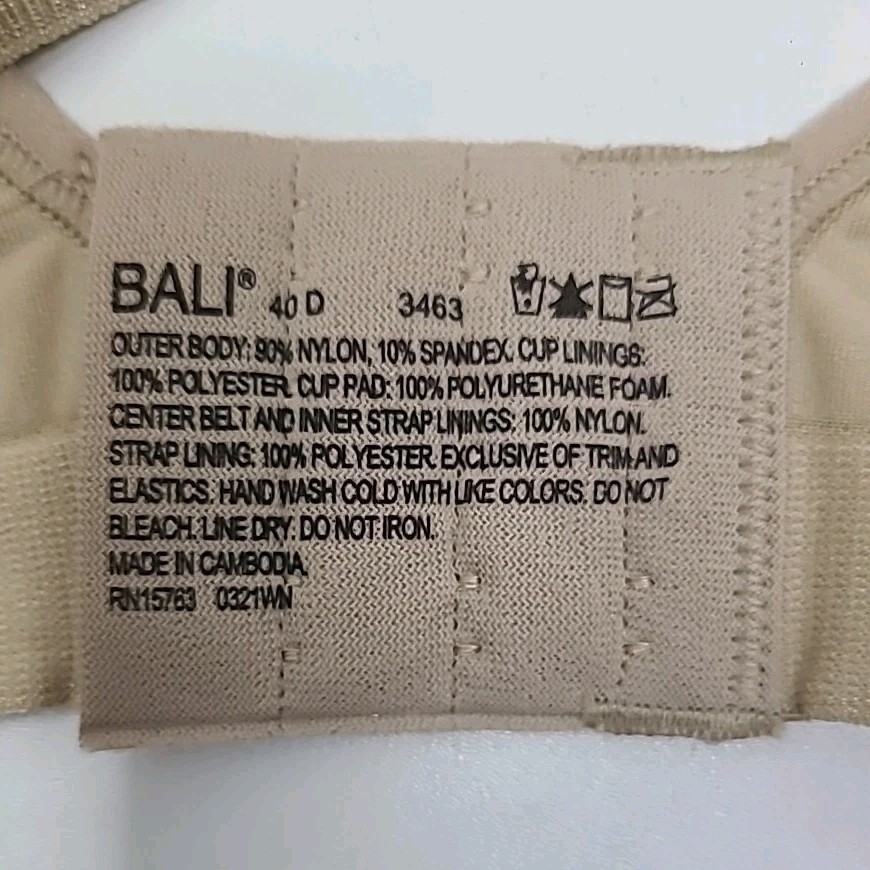 BALI® 40 D 3463
OUTER BODY: 90% NYLON, 10% SPANDEX. CUP LININGS:
100% POLYESTER. CUP PAD: 100% POLYURETHANE FOAM.
CENTER BELT AND INNER STRAP LININGS: 100% NYLON.
STRAP LINING: 100% POLYESTER. EXCLUSIVE OF TRIM AND
ELASTICS. HAND WASH COLD WITH LIKE COLORS. DO NOT
BLEACH. LINE DRY. DO NOT IRON.
MADE IN CAMBODIA.
RN15763 0321WN